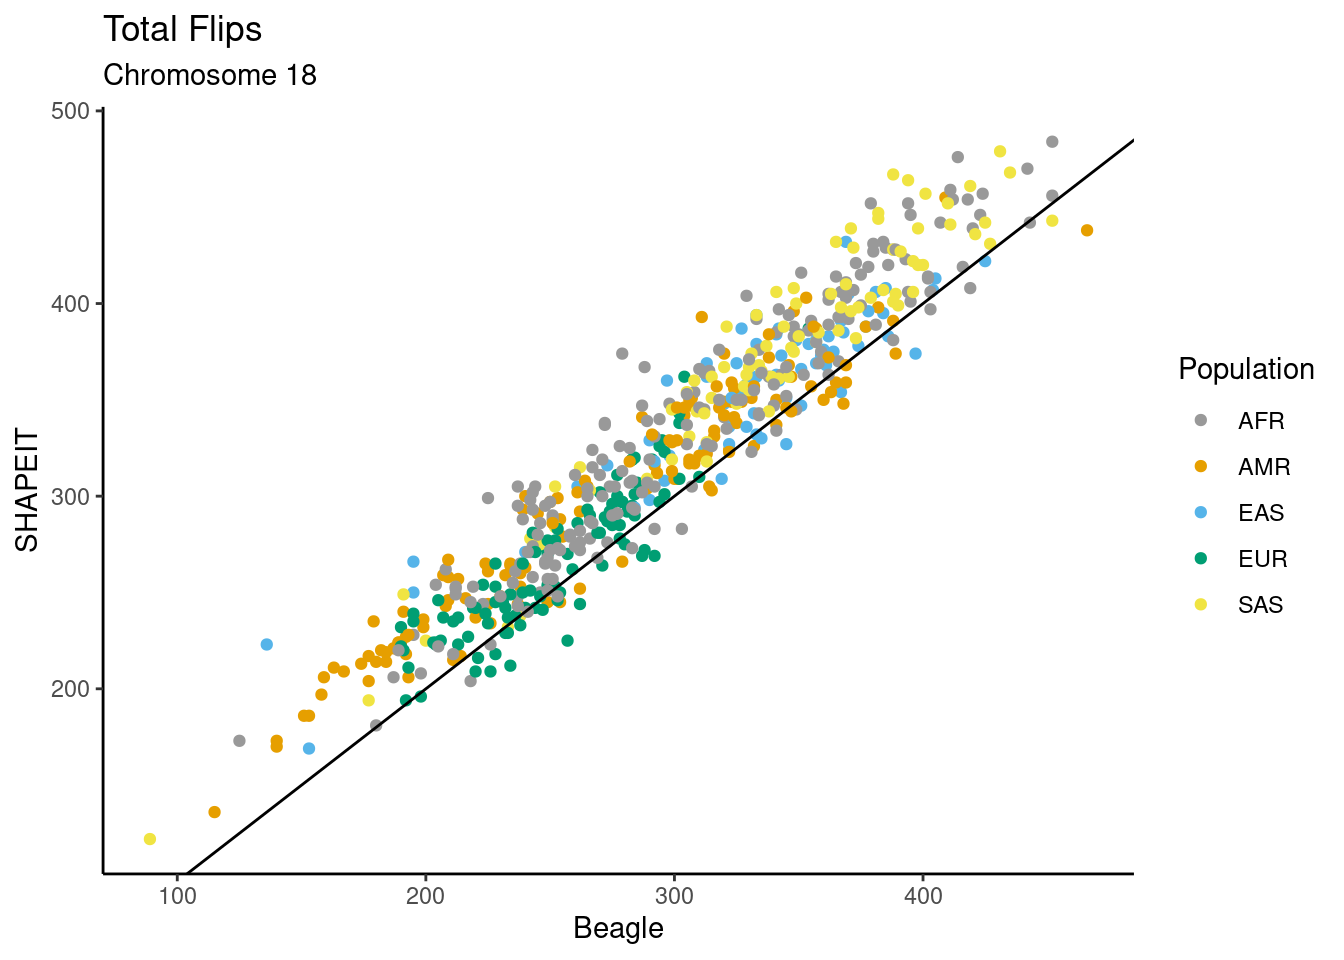 Total Flips
Chromosome 18
500
400
300
200
SHAPEIT
100
200
300
400
Beagle
Population
AFR
AMR
EAS
EUR
SAS